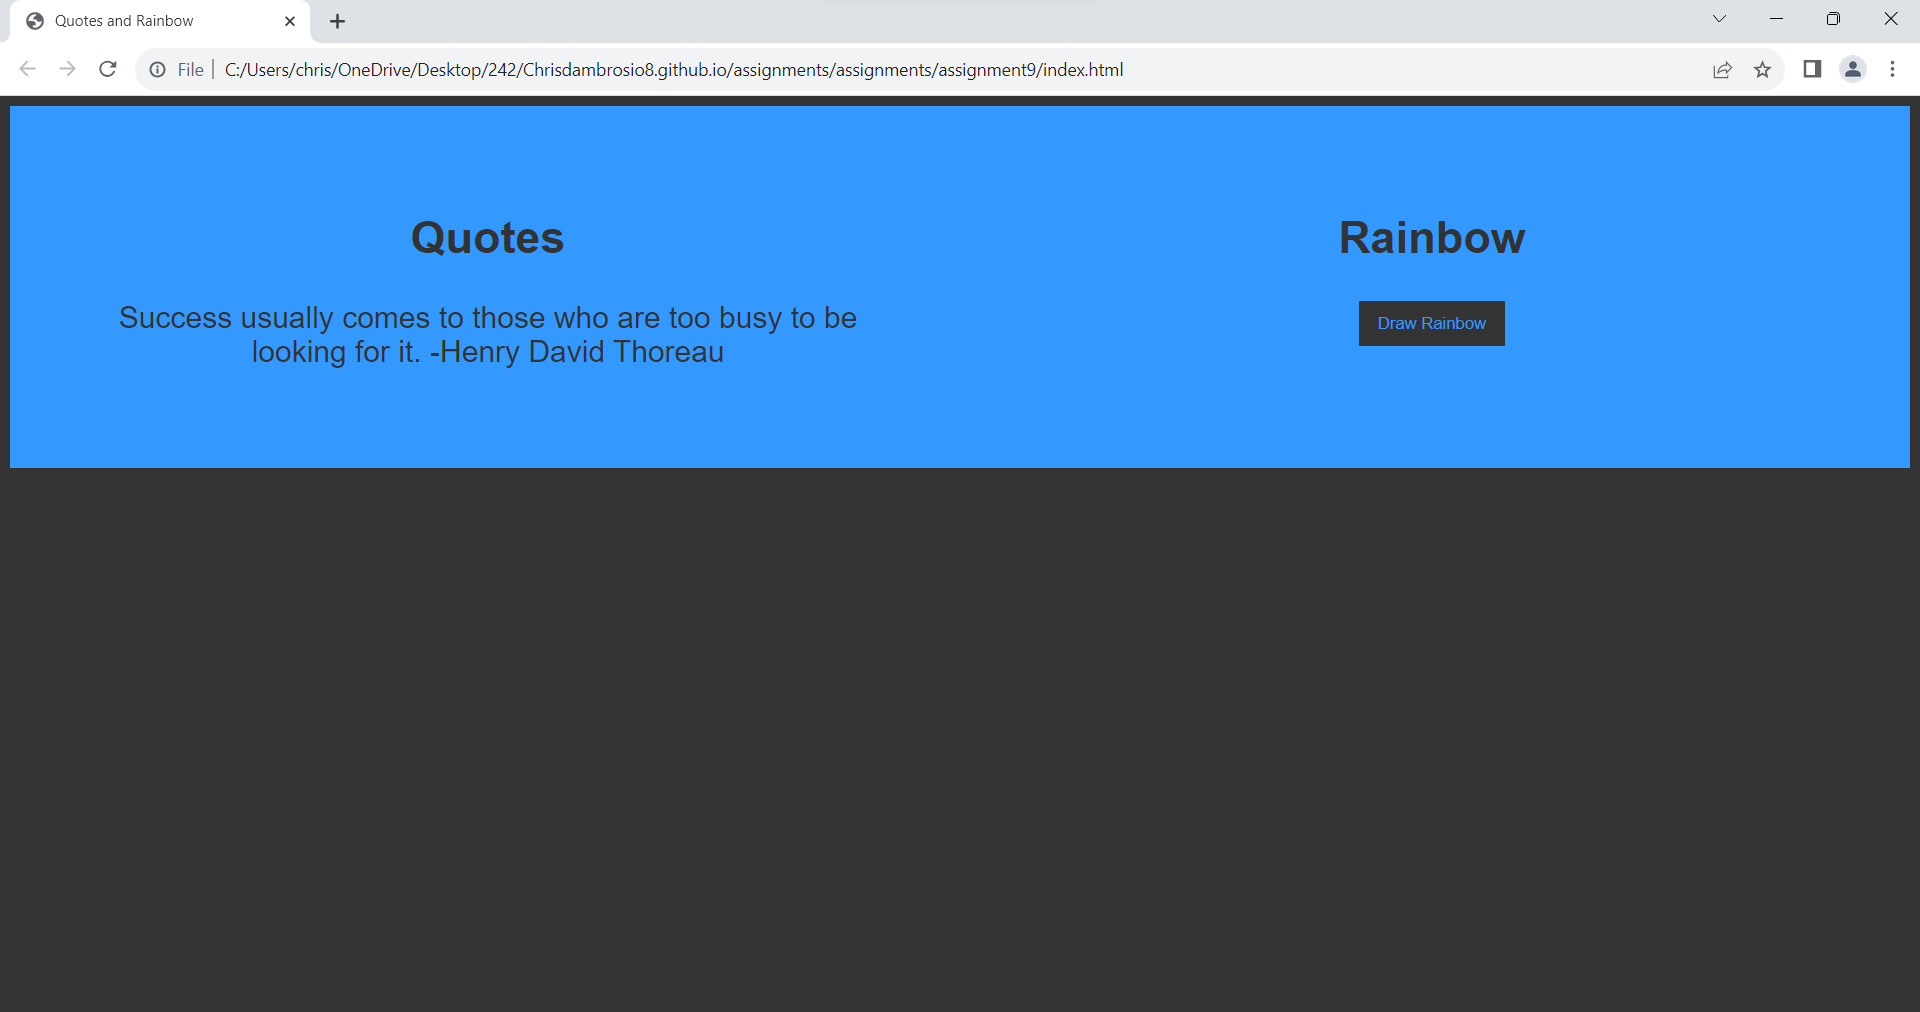 Quotes and Rainbow
File
C:/Users/chris/OneDrive/Desktop/242/Chrisdambrosio8.github.io/assignments/assignments/assignment9/index.html
Quotes
Success usually comes to those who are too busy to be
looking for it. -Henry David Thoreau
Rainbow
Draw Rainbow